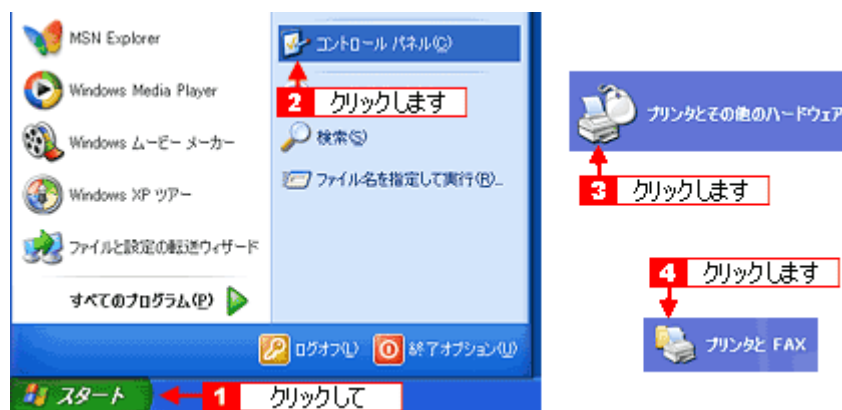 MSN Explorer
Windows Media Player
Windows ムービー メーカー
Windows XP ツアー
ファイルと設定の転送ウィザード
すべてのプログラム(P)
コントロール パネル(C)
2 クリックします
検索(S)
ファイル名を指定して実行(R)...
ログオフ(L)
終了オプション(U)
スタート
1 クリックして
プリンタとその他のハードウェア
3 クリックします
4 クリックします
プリンタと FAX